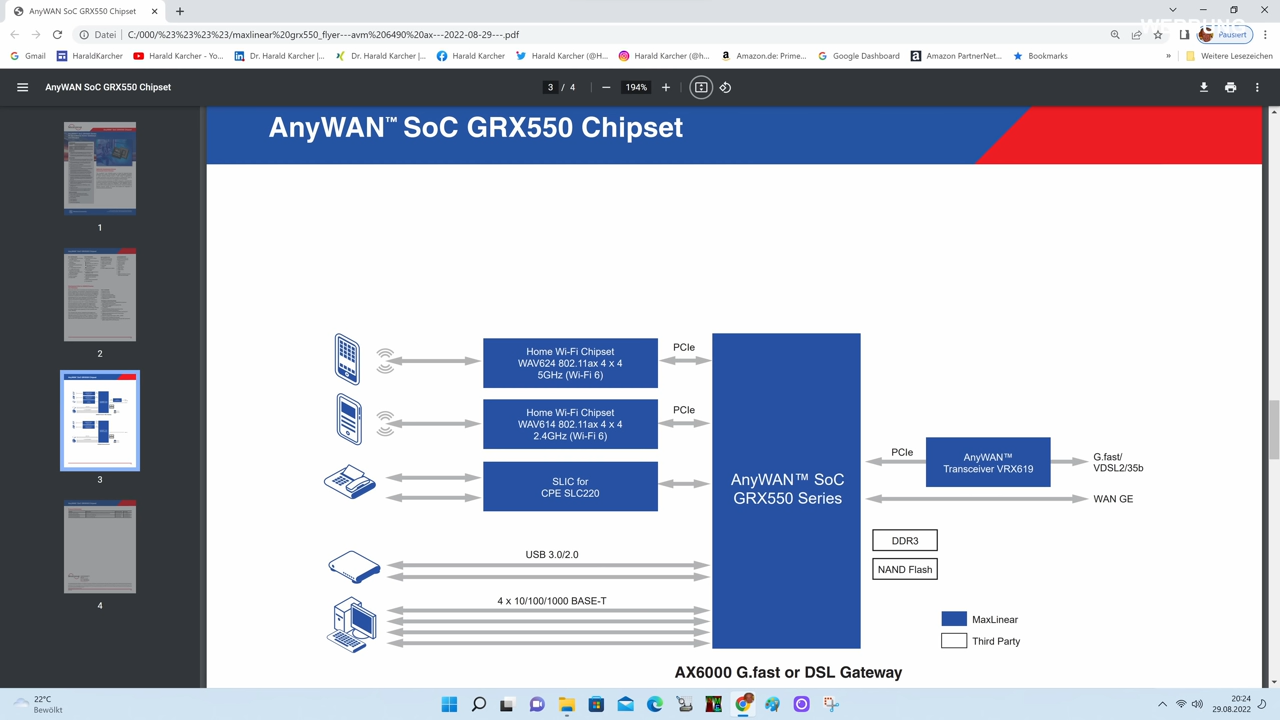 AnyWAN SoC GRX550 Chipset
WERBUNG
Datei
C:/000/%23%23%23%23/maxlinear%20grx550_flyer---avm%206490%20ax---2022-08-25--r.pdf
Pausiert
Gmail
HaraldKarcher
Harald Karcher - Yo...
Dr. Harald Karcher |...
Dr. Harald Karcher |...
Harald Karcher
Harald Karcher (@H...
Harald Karcher (@h...
Amazon.de: Prime...
Google Dashboard
Amazon PartnerNet...
Bookmarks
»
Weitere Lesezeichen
AnyWAN SoC GRX550 Chipset
3 / 4
194%
1
2
3
4
AnyWAN™ SoC GRX550 Chipset
Home Wi-Fi Chipset
WAV624 802.11ax 4 x 4
5GHz (Wi-Fi 6)
PCIe
Home Wi-Fi Chipset
WAV614 802.11ax 4 x 4
2.4GHz (Wi-Fi 6)
PCIe
SLIC for
CPE SLC220
USB 3.0/2.0
4 x 10/100/1000 BASE-T
AnyWAN™ SoC
GRX550 Series
PCIe
AnyWAN™
Transceiver VRX619
G.fast/
VDSL2/35b
WAN GE
DDR3
NAND Flash
MaxLinear
Third Party
AX6000 G.fast or DSL Gateway
22°C
Bewölkt
20:24
29.08.2022